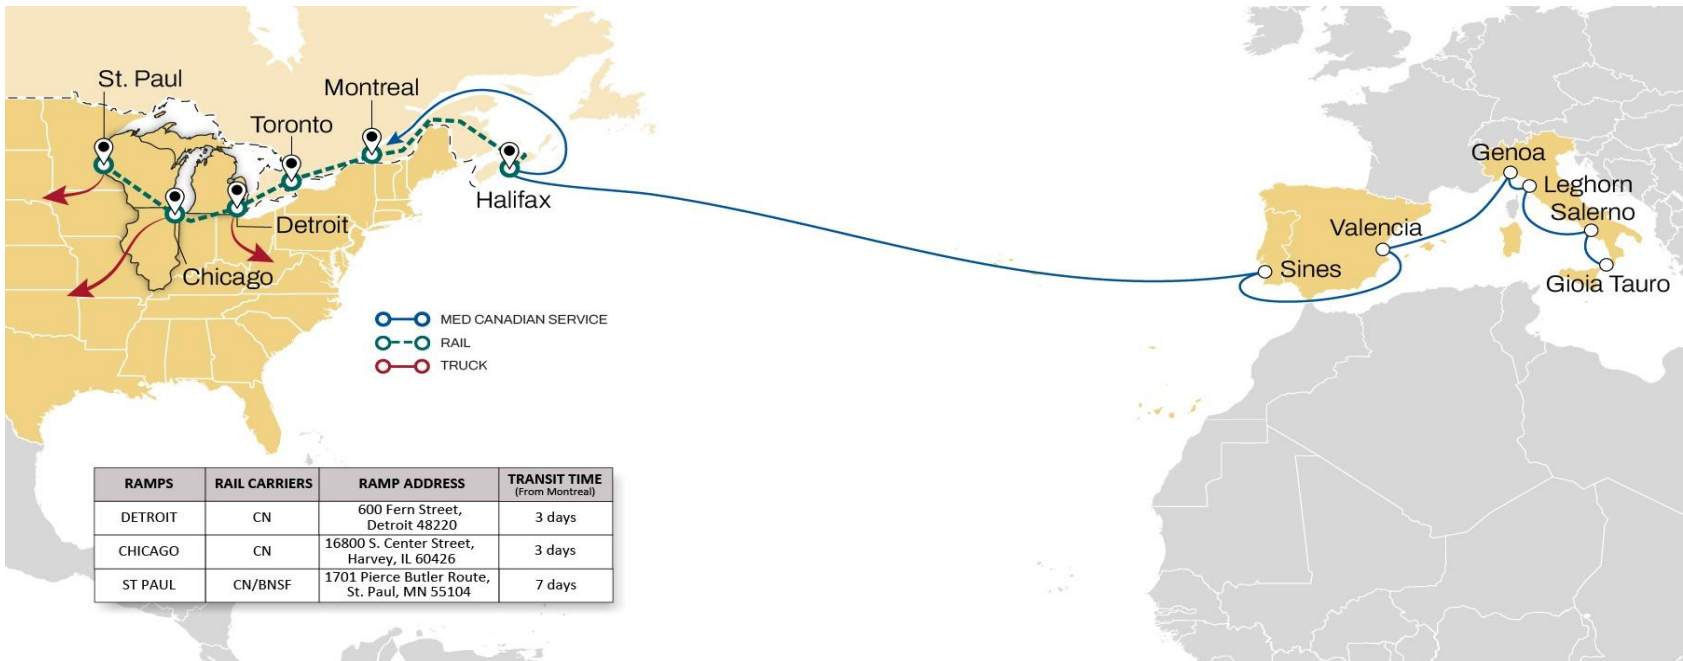 St. Paul
Montreal
Toronto
Halifax
Detroit
Chicago
Genoa
Leghorn
Salerno
Valencia
Sines
Gioia Tauro
MED CANADIAN SERVICE
RAIL
TRUCK
RAMPS RAIL CARRIERS RAMP ADDRESS TRANSIT TIME
(From Montreal)
DETROIT CN 600 Fern Street, 3 days
Detroit 48220
CHICAGO CN 16800 S. Center Street, 3 days
Harvey, IL 60426
ST PAUL CN/BNSF 1701 Pierce Butler Route, 7 days
St. Paul, MN 55104